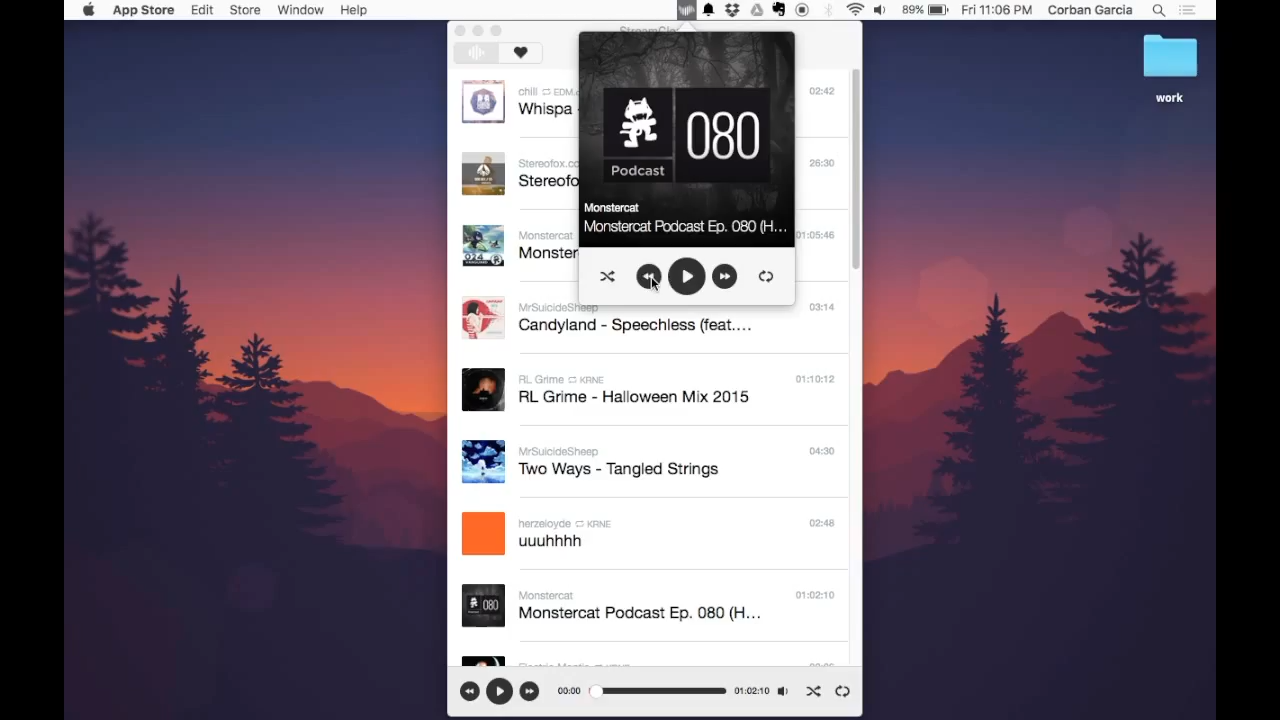 App Store Edit Store Window Help 89% Fri 11:06 PM Corban Garcia
work
080
Podcast
Monstercat
Monstercat Podcast Ep. 080 (H...
chill EDM.
02:42
Whispa -
Stereofox.co
26:30
Stereofo
Monstercat
01:05:46
Monster
MrSuicideSheep
03:14
Candyland - Speechless (feat....
RL Grime KRNE
01:10:12
RL Grime - Halloween Mix 2015
MrSuicideSheep
04:30
Two Ways - Tangled Strings
herzeloyde KRNE
02:48
uuuhhhh
Monstercat
01:02:10
Monstercat Podcast Ep. 080 (H...
080
00:00
01:02:10